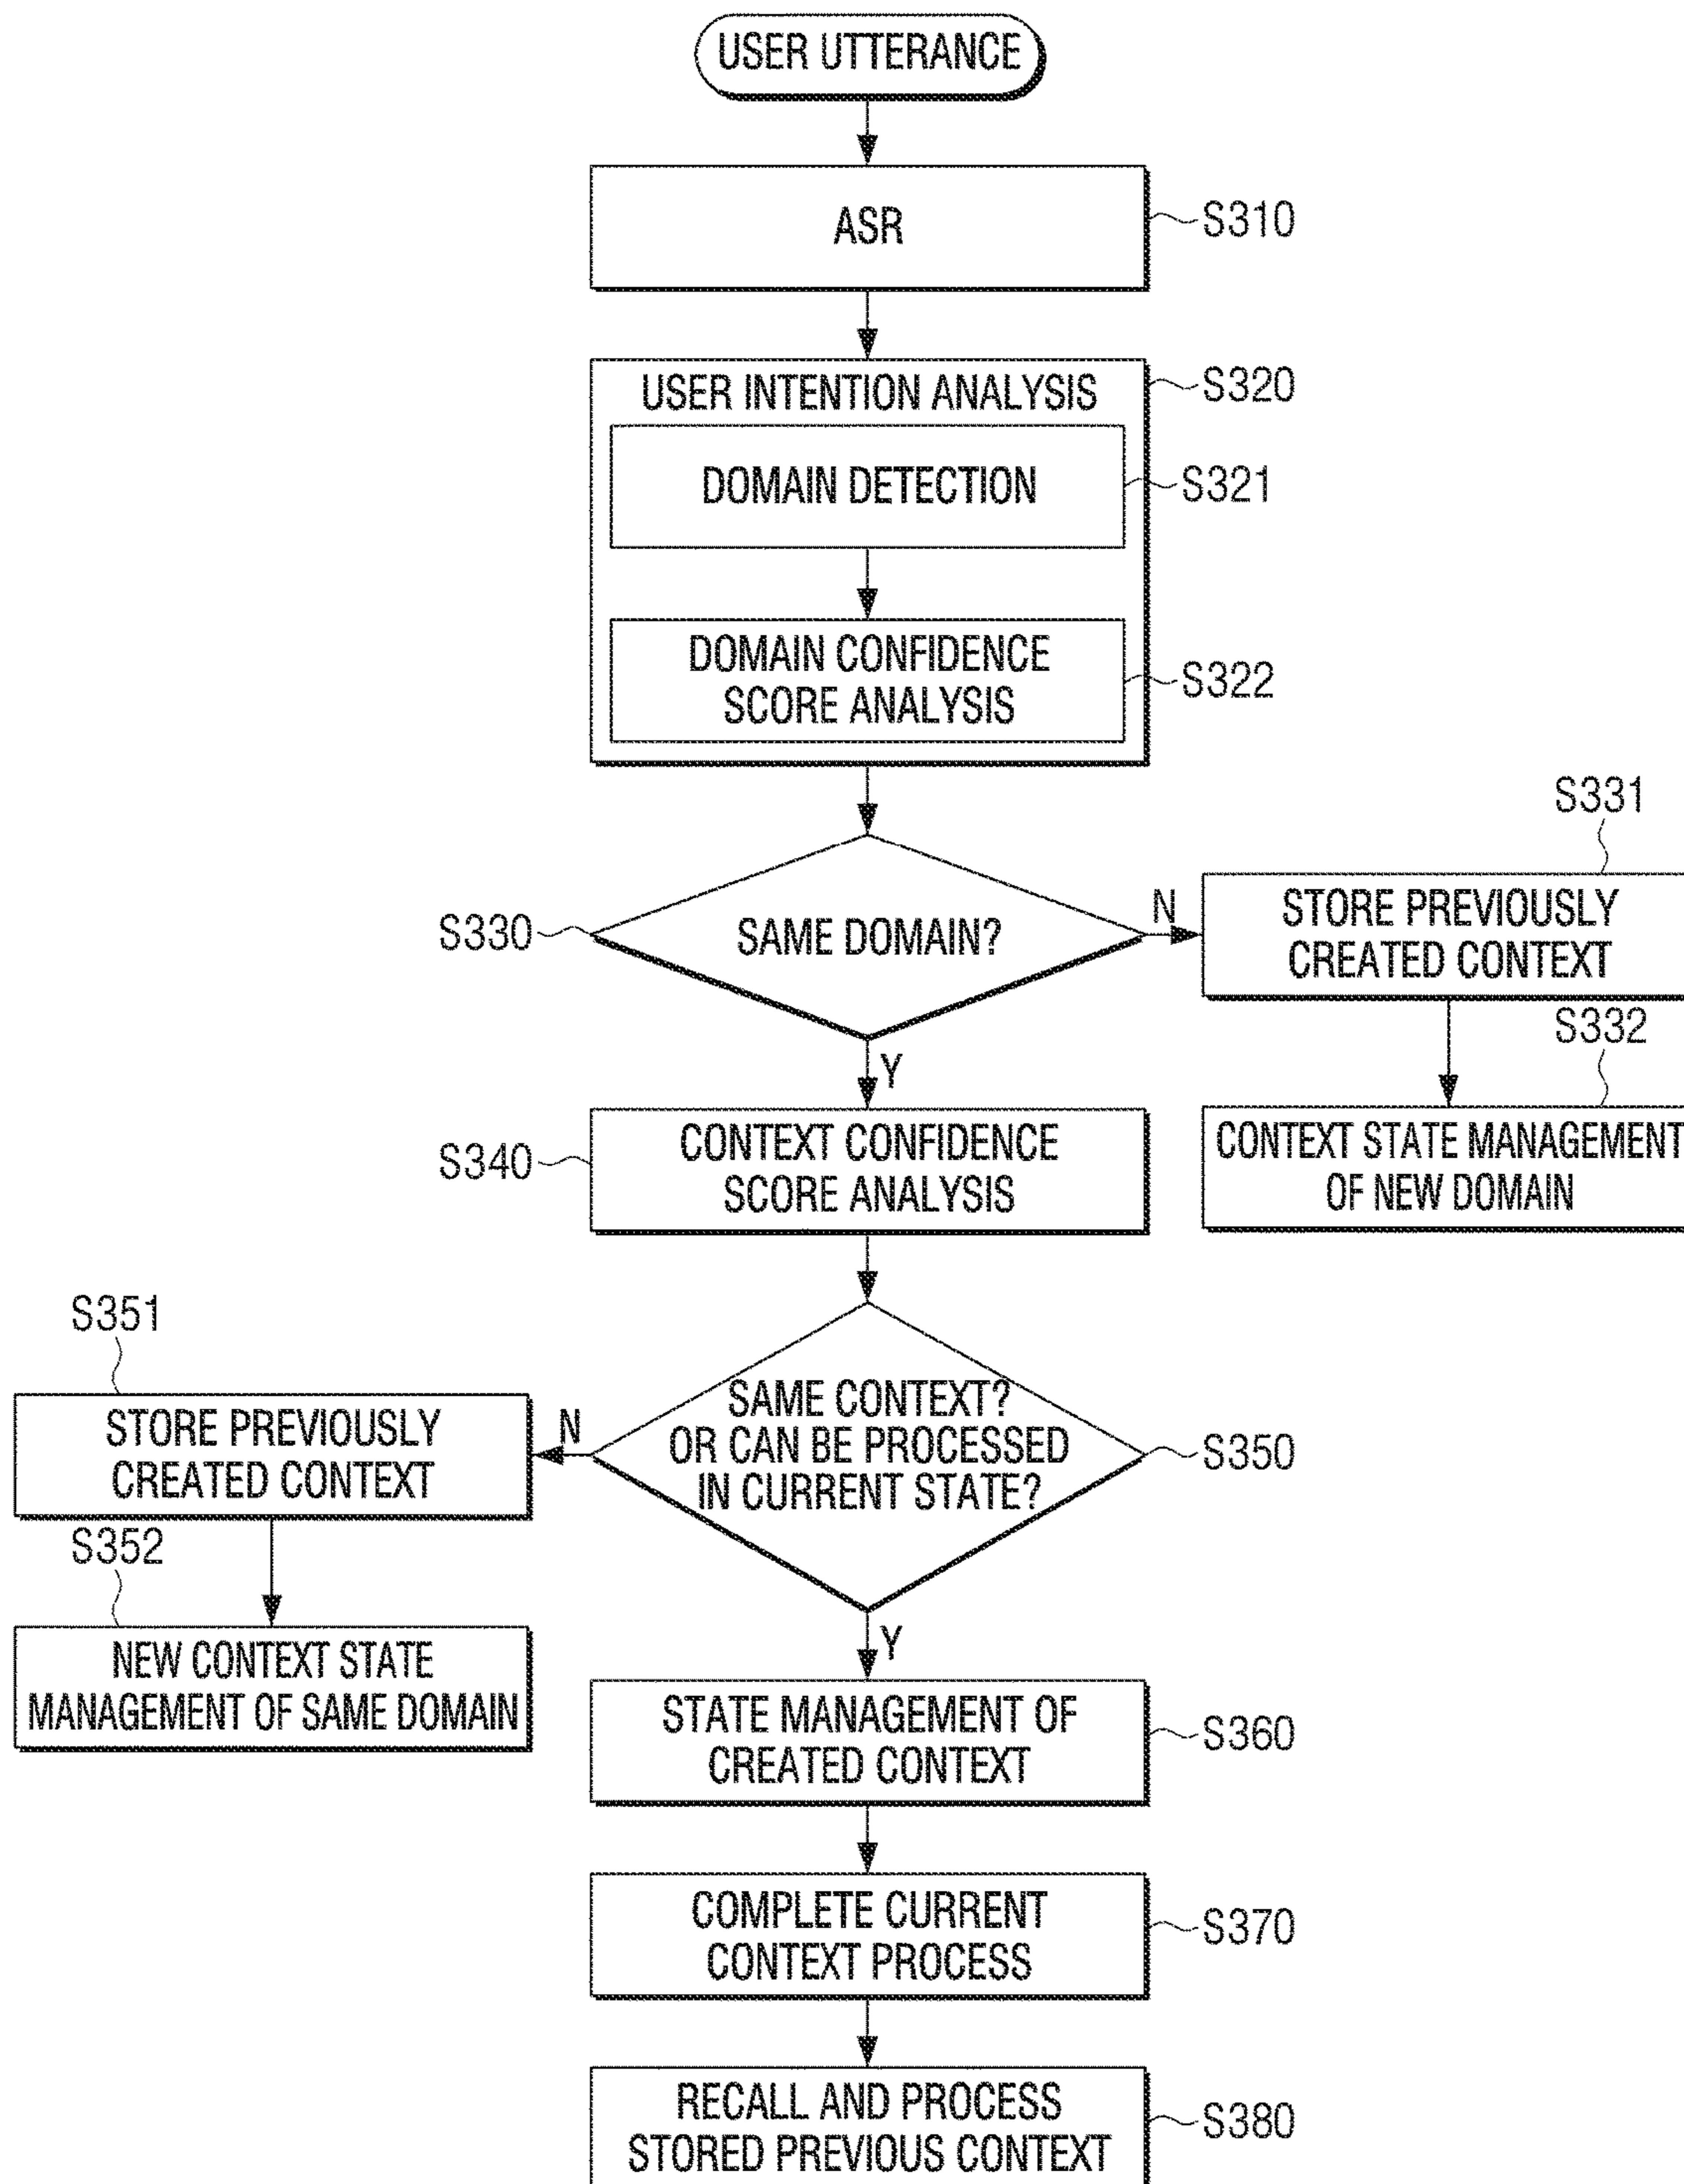 USER UTTERANCE
ASR
S310
USER INTENTION ANALYSIS
S320
DOMAIN DETECTION
S321
DOMAIN CONFIDENCE
SCORE ANALYSIS
S322
S330
SAME DOMAIN?
N
S331
STORE PREVIOUSLY
CREATED CONTEXT
S332
CONTEXT STATE MANAGEMENT
OF NEW DOMAIN
Y
S340
CONTEXT CONFIDENCE
SCORE ANALYSIS
S350
SAME CONTEXT?
OR CAN BE PROCESSED
IN CURRENT STATE?
N
S351
STORE PREVIOUSLY
CREATED CONTEXT
S352
NEW CONTEXT STATE
MANAGEMENT OF SAME DOMAIN
Y
STATE MANAGEMENT OF
CREATED CONTEXT
S360
COMPLETE CURRENT
CONTEXT PROCESS
S370
RECALL AND PROCESS
STORED PREVIOUS CONTEXT
S380